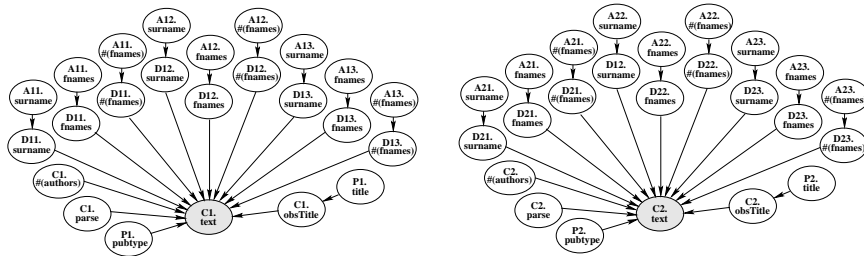 A11.
surname
A11.
fnames
A11.
#(fnames)
A12.
surname
A12.
fnames
A12.
#(fnames)
A13.
surname
A13.
fnames
A13.
#(fnames)
D11.
surname
D11.
fnames
D11.
#(fnames)
D12.
surname
D12.
fnames
D12.
#(fnames)
D13.
surname
D13.
fnames
D13.
#(fnames)
C1.
#(authors)
C1.
parse
P1.
pubtype
C1.
text
C1.
obsTitle
P1.
title
A21.
surname
A21.
fnames
A21.
#(fnames)
A22.
surname
A22.
fnames
A22.
#(fnames)
A23.
surname
A23.
fnames
A23.
#(fnames)
D21.
surname
D21.
fnames
D21.
#(fnames)
D12.
surname
D22.
fnames
D22.
#(fnames)
D23.
surname
D23.
fnames
D23.
#(fnames)
C2.
#(authors)
C2.
parse
P2.
pubtype
C2.
text
C2.
obsTitle
P2.
title